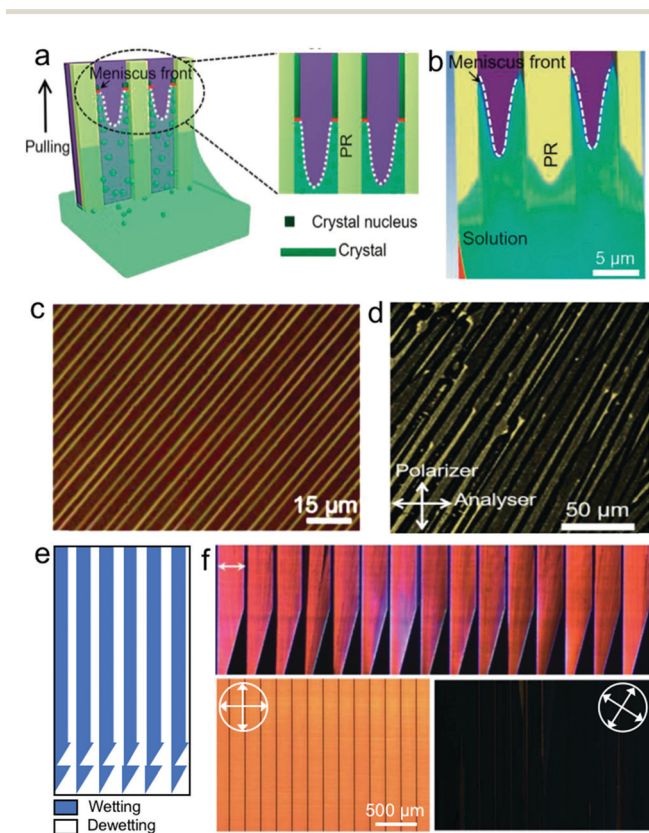 a
Meniscus front
Pulling
PR
Crystal nucleus
Crystal
b
Meniscus front
PR
Solution
5 μm
c
15 μm
d
Polarizer
Analyser
50 μm
e
Wetting
Dewetting
f
500 μm